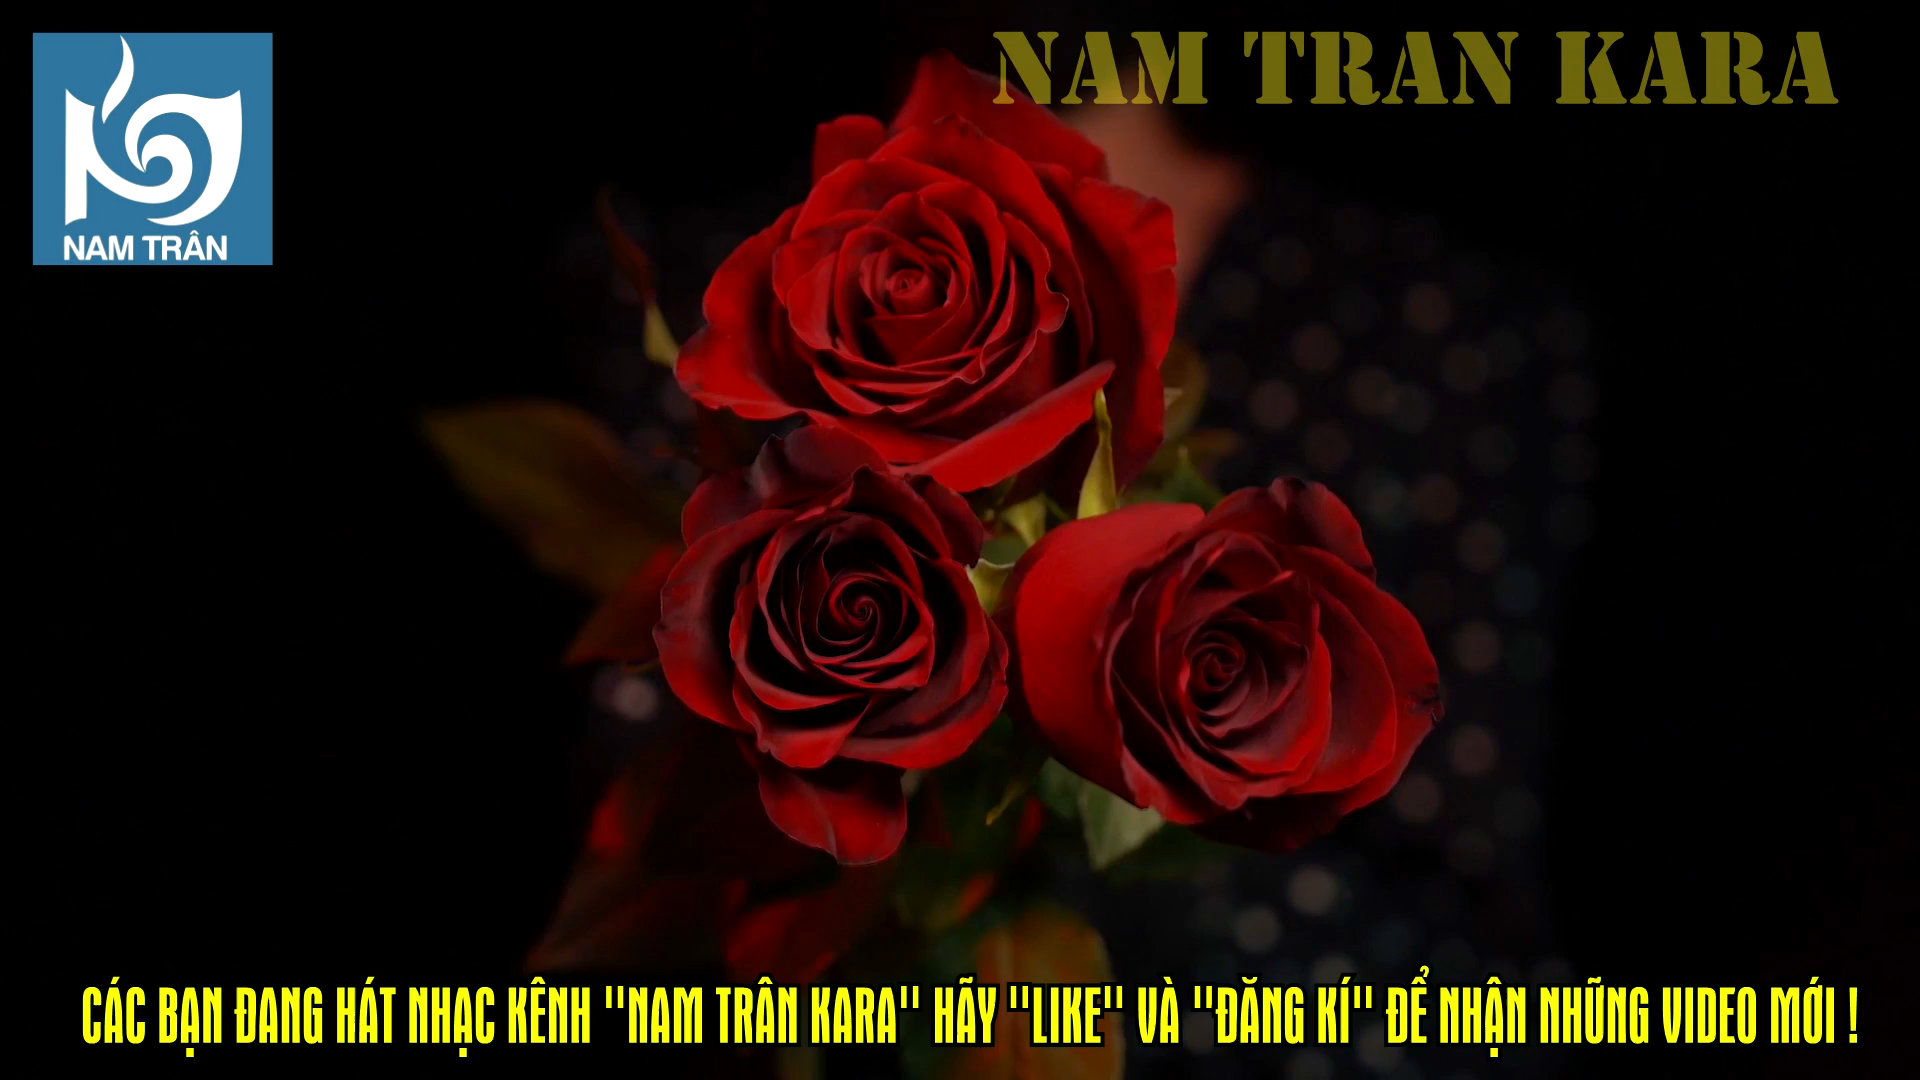 NAM TRAN KARA
NAM TRÂN
CÁC BẠN ĐANG HÁT NHẠC KÊNH "NAM TRÂN KARA" HÃY "LIKE" VÀ "ĐĂNG KÍ" ĐỂ NHẬN NHỮNG VIDEO MỚI !